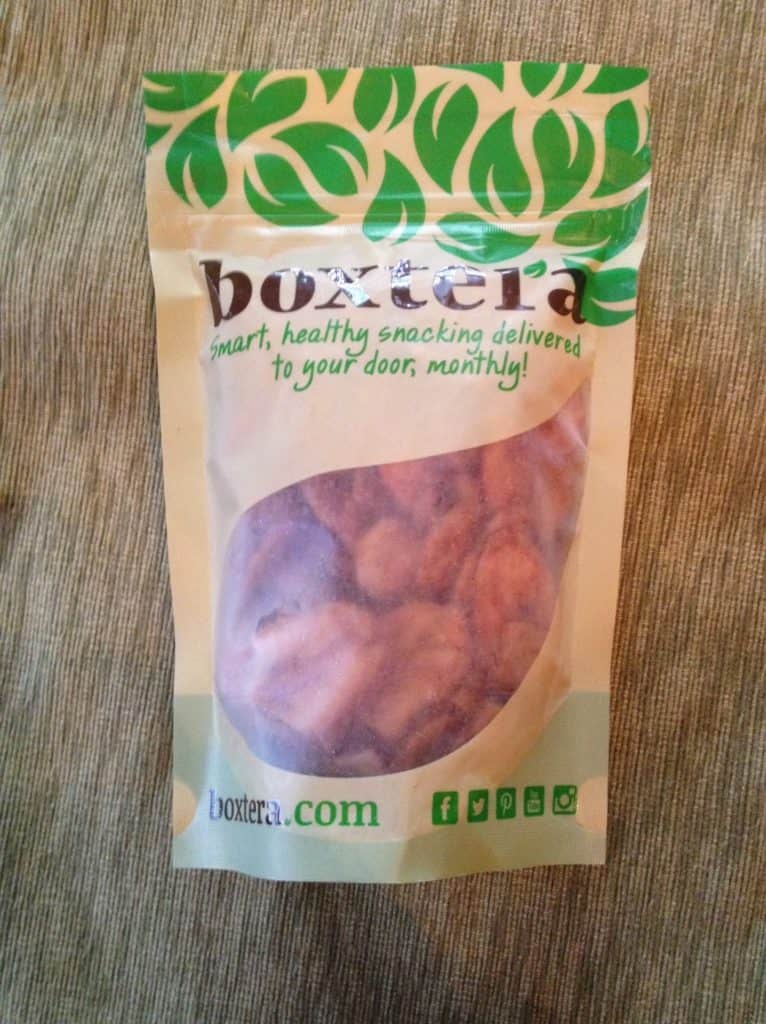 boxtera
Smart, healthy snacking delivered
to your door, monthly!
boxtera.com